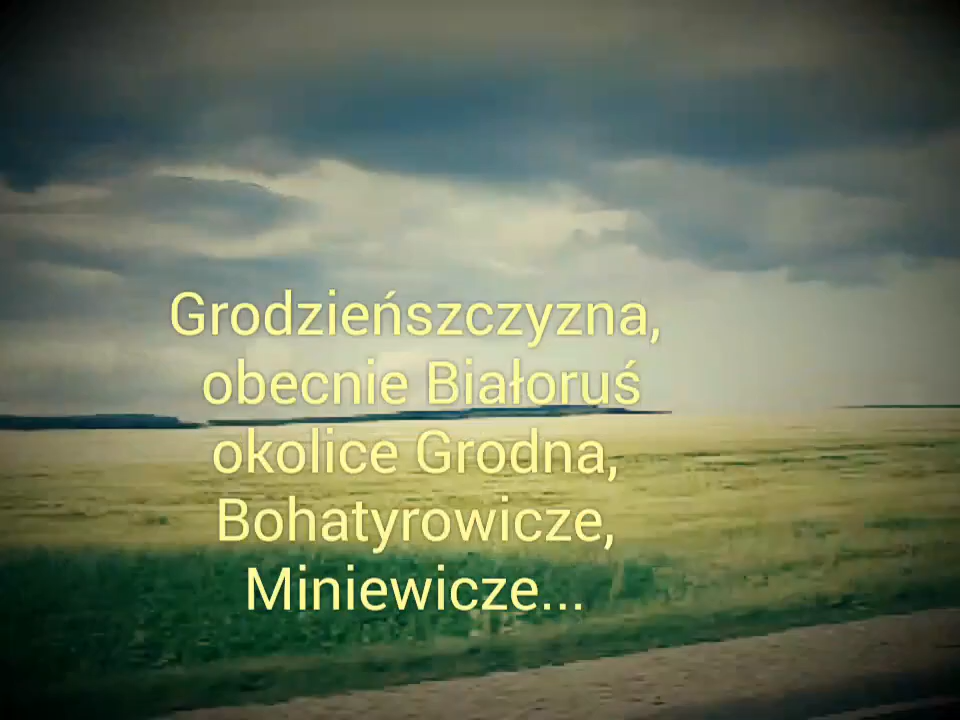 Grodzieńszczyzna,
obecnie Białoruś
okolice Grodna,
Bohatyrowicze,
Miniewicze...